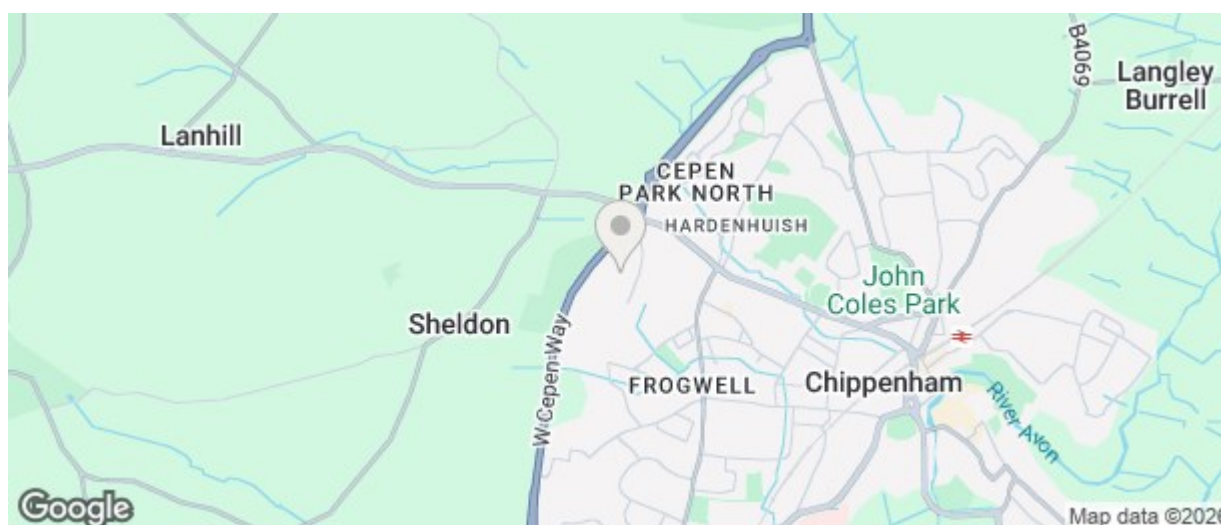 B4069
Langley
Burrell
Lanhill
CEPEN
PARK NORTH
HARDENHUISH
John
Coles Park
Sheldon
W Cepen Way
FROGWELL
Chippenham
River Avon
Google
Map data ©2026